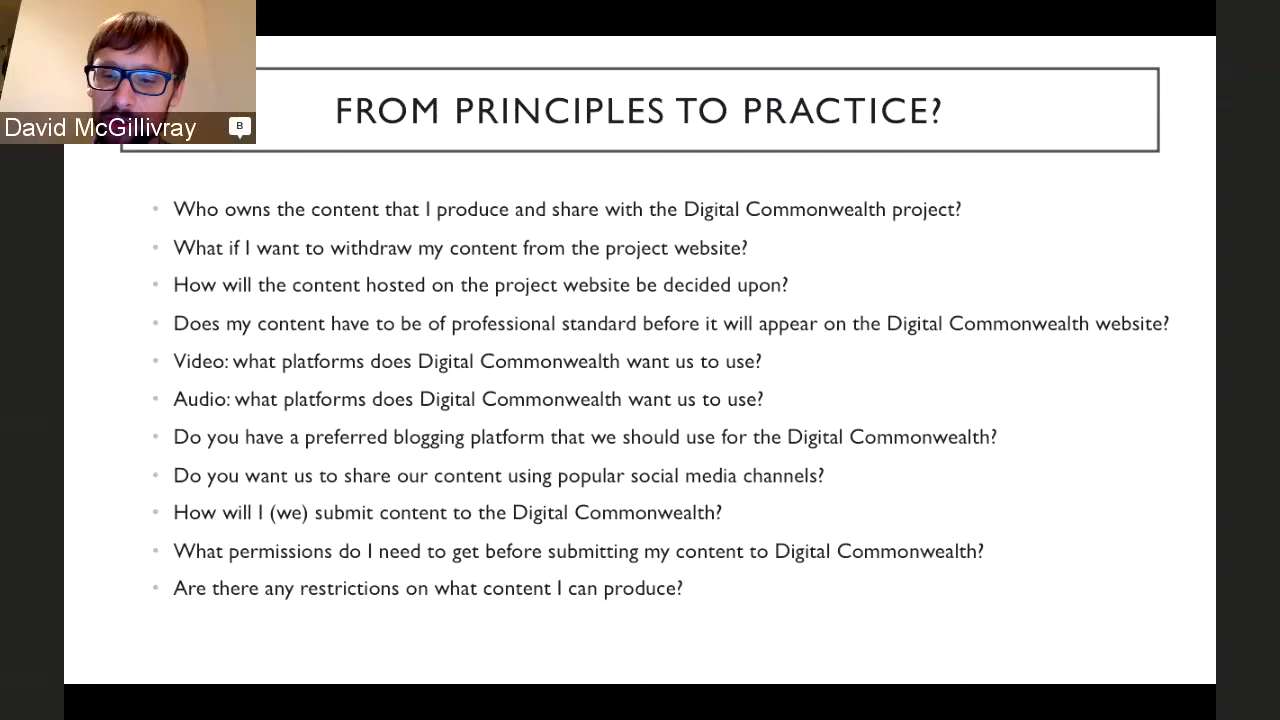 David McGillivray
B
FROM PRINCIPLES TO PRACTICE?
• Who owns the content that I produce and share with the Digital Commonwealth project?
• What if I want to withdraw my content from the project website?
• How will the content hosted on the project website be decided upon?
• Does my content have to be of professional standard before it will appear on the Digital Commonwealth website?
• Video: what platforms does Digital Commonwealth want us to use?
• Audio: what platforms does Digital Commonwealth want us to use?
• Do you have a preferred blogging platform that we should use for the Digital Commonwealth?
• Do you want us to share our content using popular social media channels?
• How will I (we) submit content to the Digital Commonwealth?
• What permissions do I need to get before submitting my content to Digital Commonwealth?
• Are there any restrictions on what content I can produce?